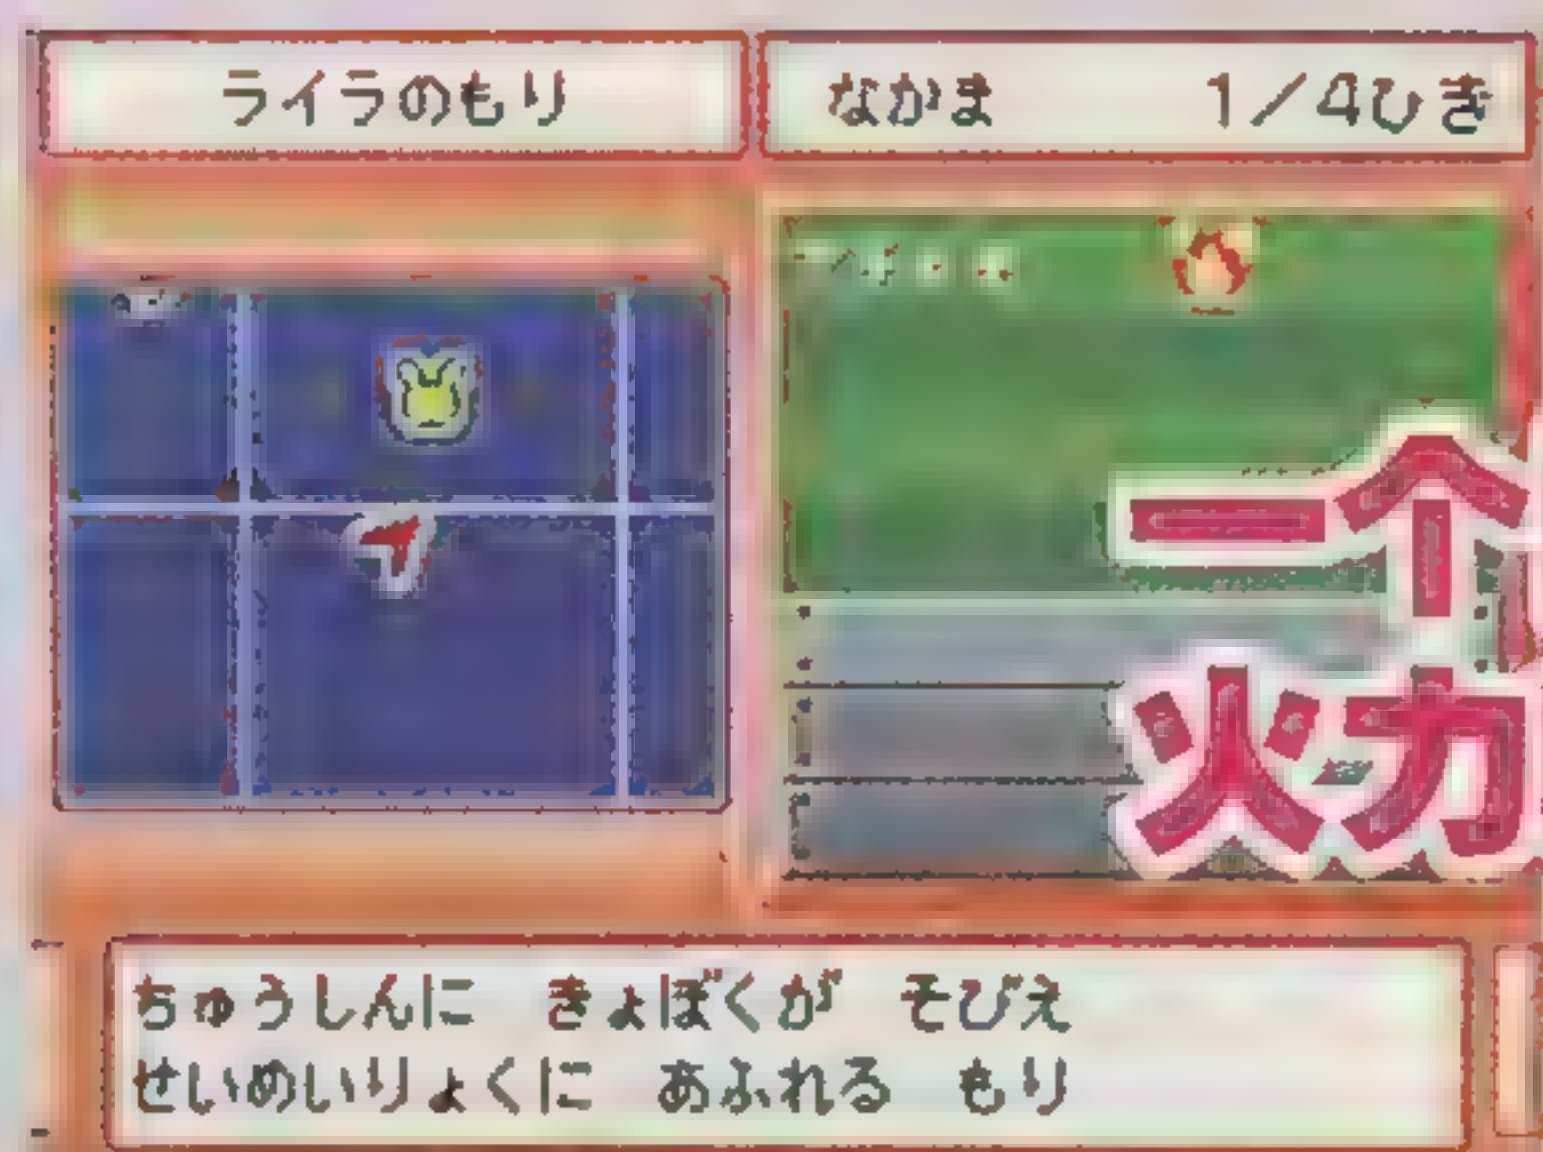 ライラのもり
なかま 1/4ひき
一个
火力
ちゅうしんに きょぼくが そびえ
せいめいりょくに あふれる もり